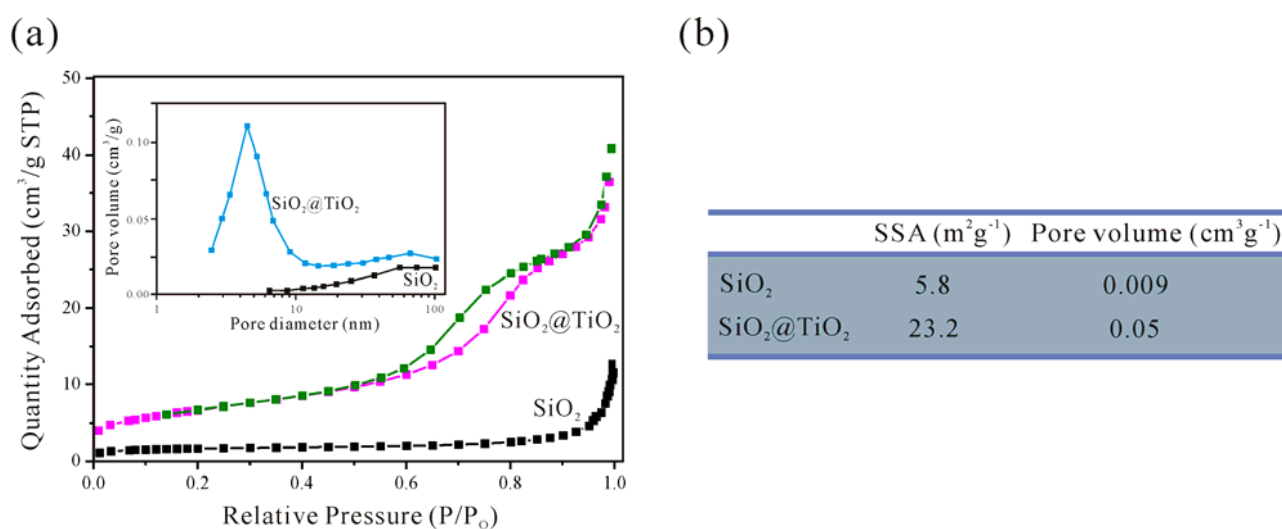 (a)
(b)
Quantity Adsorbed (cm³/g STP)
50
40
30
20
10
0
0.0 0.2 0.4 0.6 0.8 1.0
Relative Pressure (P/P₀)
SiO₂@TiO₂
SiO₂
Pore volume (cm³/g)
0.10
0.05
0.00
1 10 100
Pore diameter (nm)
SiO₂@TiO₂
SiO₂
SSA (m²g⁻¹) Pore volume (cm³g⁻¹)
SiO₂ 5.8 0.009
SiO₂@TiO₂ 23.2 0.05